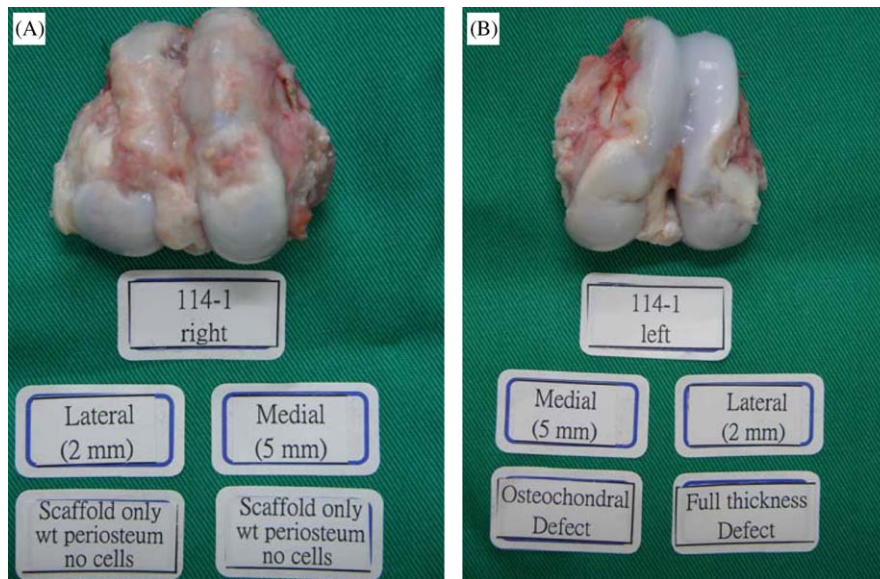 (A)
114-1
right
Lateral
(2 mm)
Medial
(5 mm)
Scaffold only
wt periosteum
no cells
Scaffold only
wt periosteum
no cells
(B)
114-1
left
Medial
(5 mm)
Lateral
(2 mm)
Osteochondral
Defect
Full thickness
Defect